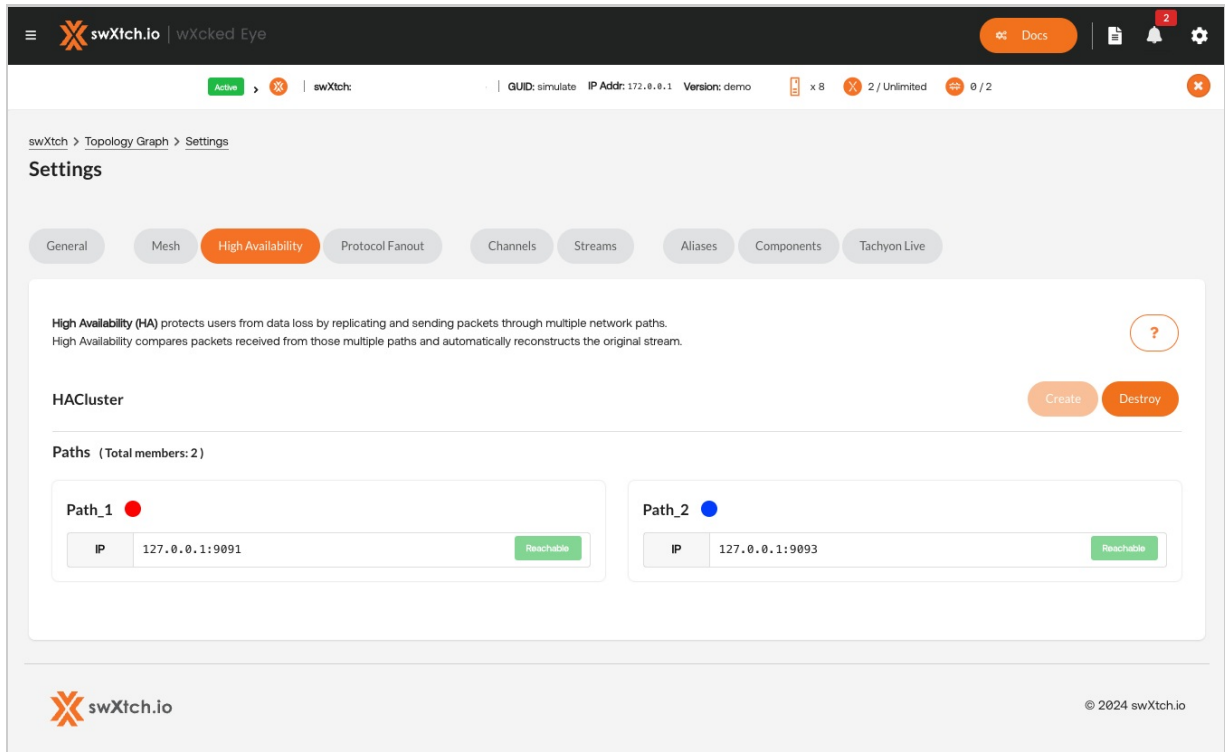 swXtch.io | wXcked Eye Docs 2
Active > | swXtch: | GUID: simulate IP Addr: 172.0.0.1 Version: demo x 8 2 / Unlimited 0 / 2
swXtch > Topology Graph > Settings
Settings
General Mesh High Availability Protocol Fanout Channels Streams Aliases Components Tachyon Live
High Availability (HA) protects users from data loss by replicating and sending packets through multiple network paths.
High Availability compares packets received from those multiple paths and automatically reconstructs the original stream.
?
HACluster Create Destroy
Paths ( Total members: 2 )
Path_1 Path_2
IP 127.0.0.1:9091 Reachable IP 127.0.0.1:9093 Reachable
swXtch.io © 2024 swXtch.io